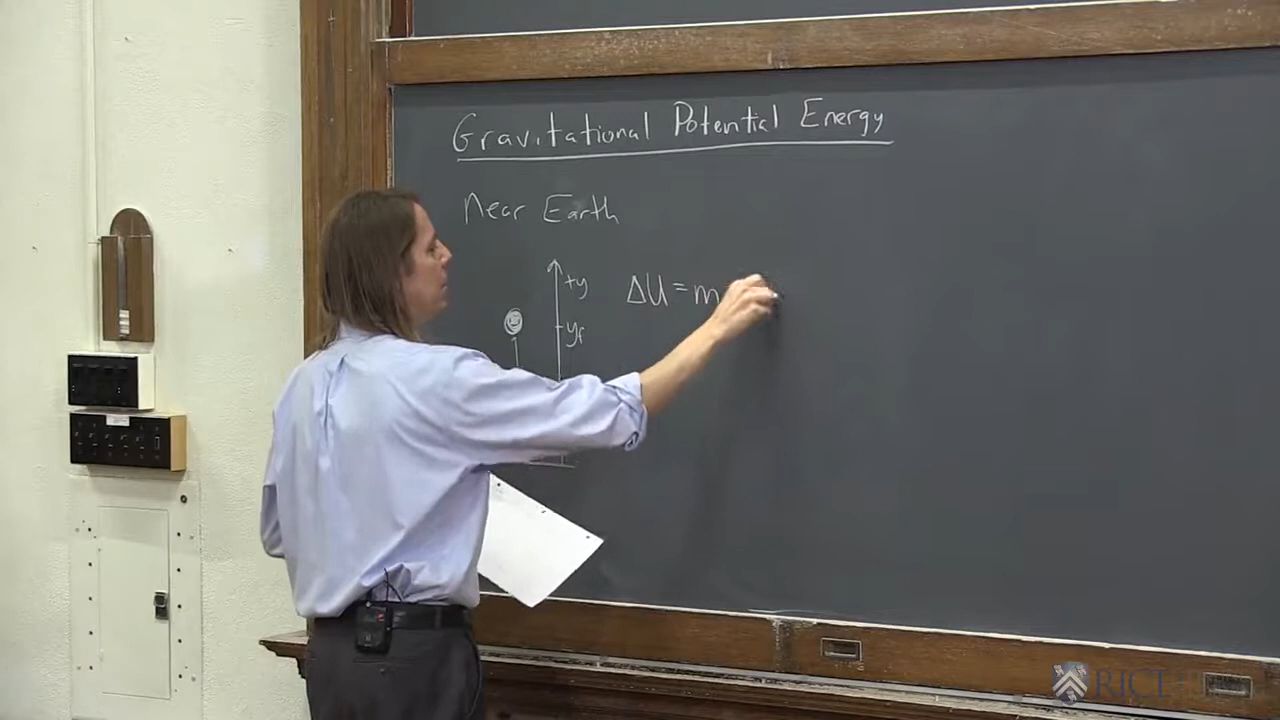 Gravitational Potential Energy
Near Earth
+y
ΔU = m
yf
RICE